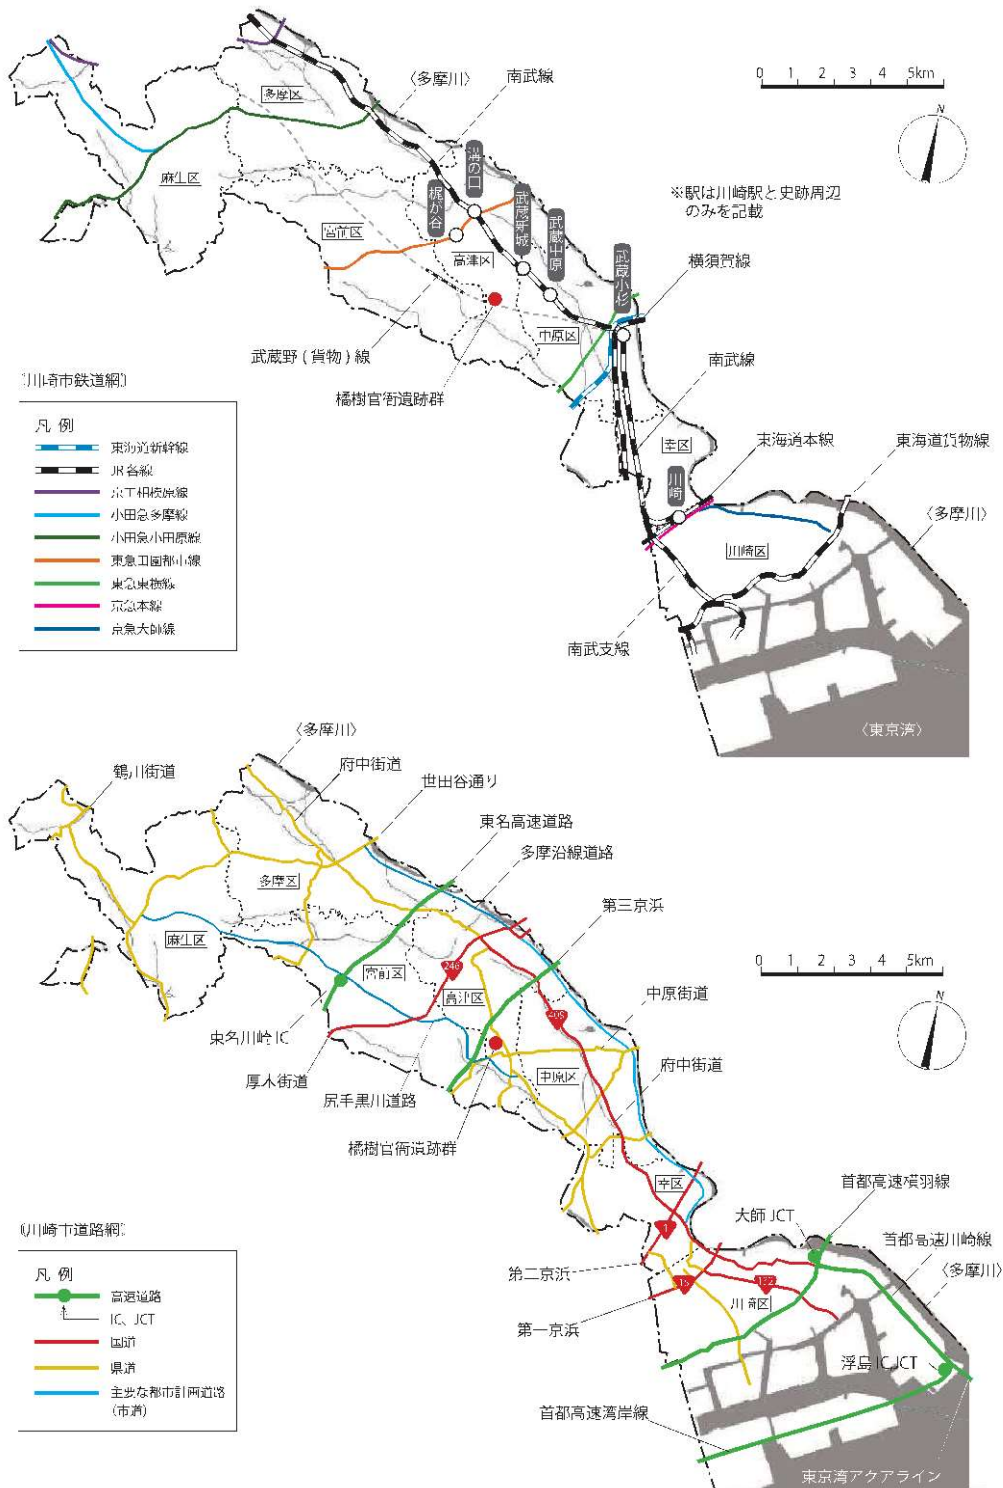 〈多摩川〉
南武線
0 1 2 3 5km
N
多摩区
麻生区
溝の口
梶が谷
武蔵新城
武蔵中原
※駅は川崎駅と史跡周辺
のみを記載
宮前区
高津区
武蔵小杉
横須賀線
中原区
武蔵野(貨物)線
橘樹官衙遺跡群
南武線
〔川崎市鉄道網〕
凡 例
東海道新幹線
JR各線
京王相模原線
小田急多摩線
小田急小田原線
東急田園都市線
東急東横線
京急本線
京急大師線
幸区
東海道本線
東海道貨物線
川崎
〈多摩川〉
川崎区
南武支線
〈東京湾〉
〈多摩川〉
鶴川街道
府中街道
世田谷通り
東名高速道路
多摩沿線道路
第三京浜
多摩区
麻生区
宮前区
246
高津区
0 1 2 3 5km
N
409
中原街道
東名川崎IC
厚木街道
中原区
府中街道
尻手黒川道路
橘樹官衙遺跡群
幸区
首都高速横羽線
大師JCT
首都高速川崎線
〈多摩川〉
1
第二京浜
15
132
川崎区
第一京浜
浮島IC,JCT
〔川崎市道路網〕
凡 例
高速道路
IC、JCT
国道
県道
主要な都市計画道路
(市道)
首都高速湾岸線
東京湾アクアライン